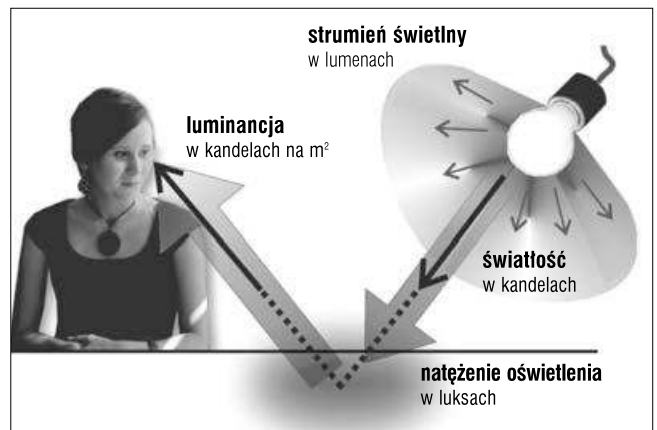 strumień świetlny
w lumenach
luminancja
w kandelach na m²
światłość
w kandelach
natężenie oświetlenia
w luksach